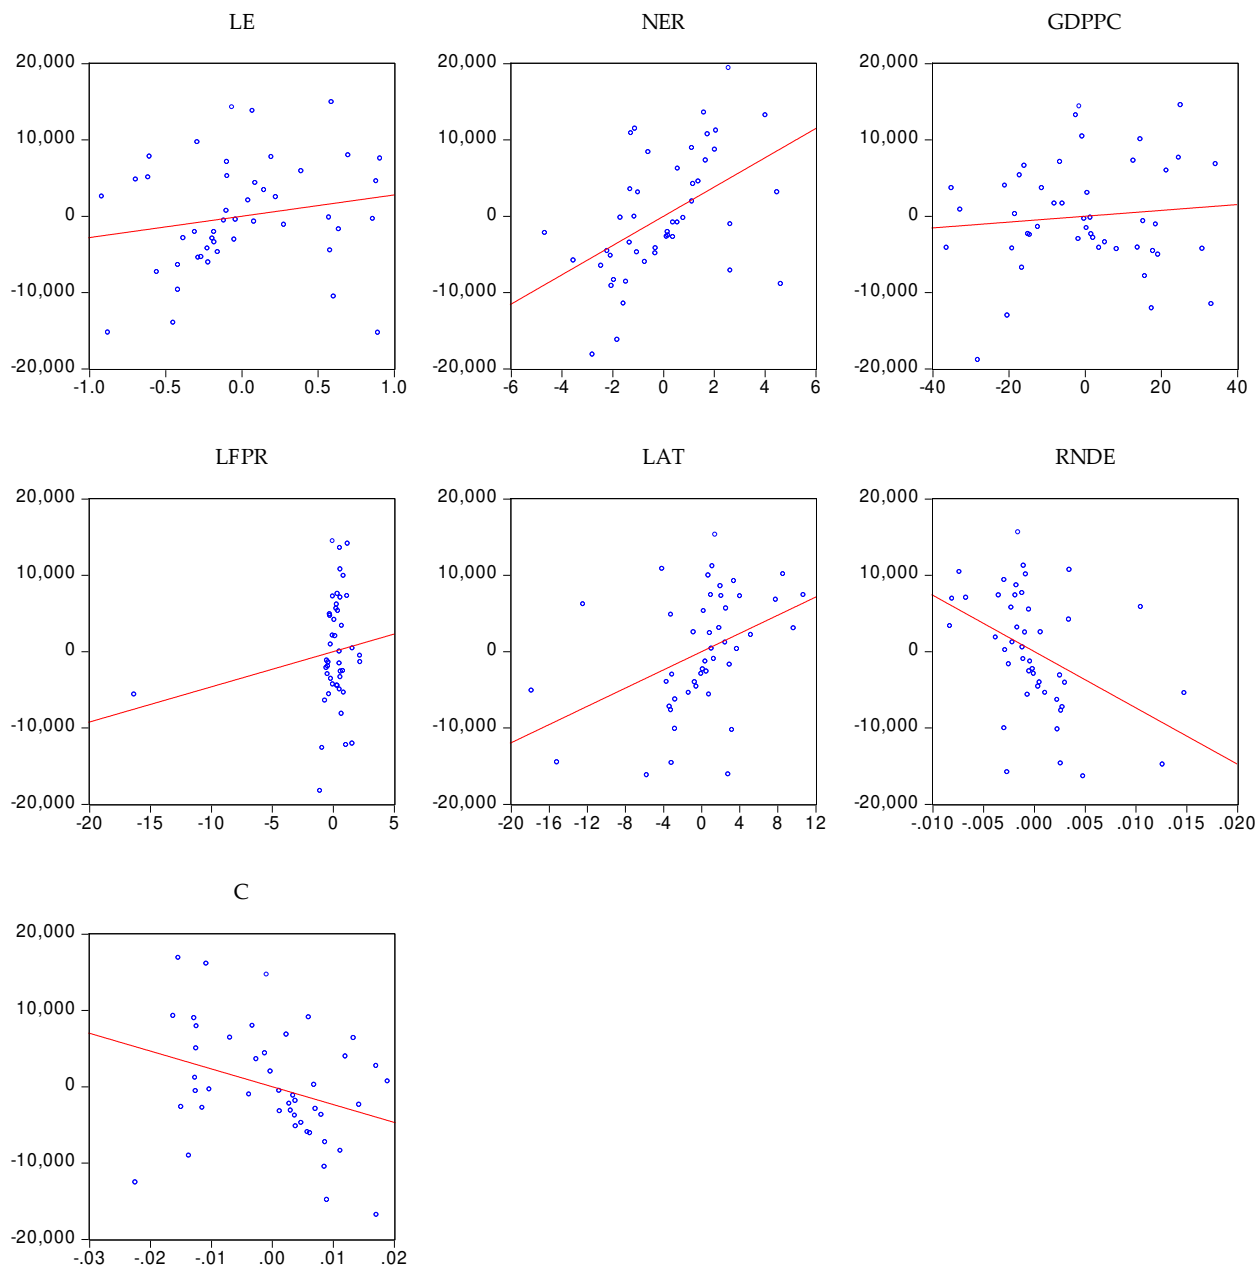 LE NER GDPPC
20,000 20,000 20,000
10,000 10,000 10,000
0 0 0
-10,000 -10,000 -10,000
-20,000 -20,000 -20,000
-1.0 -0.5 0.0 0.5 1.0 -6 -4 -2 0 2 4 6 -40 -20 0 20 40
LFPR LAT RNDE
20,000 20,000 20,000
10,000 10,000 10,000
0 0 0
-10,000 -10,000 -10,000
-20,000 -20,000 -20,000
-20 -15 -10 -5 0 5 -20 -16 -12 -8 -4 0 4 8 12 -.010 -.005 .000 .005 .010 .015 .020
C
20,000
10,000
0
-10,000
-20,000
-.03 -.02 -.01 .00 .01 .02